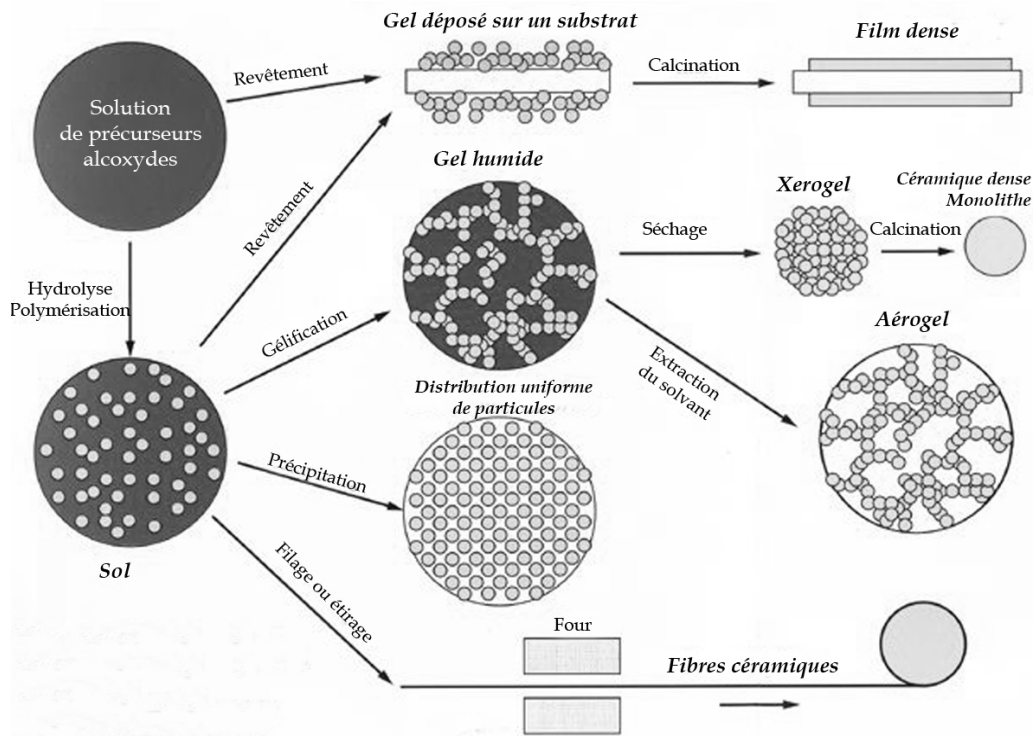 Gel déposé sur un substrat
Film dense
Revêtement
Calcination
Solution
de précurseurs
alcoxydes
Gel humide
Xerogel
Céramique dense
Monolithe
Revêtement
Séchage
Calcination
Hydrolyse
Polymérisation
Gélification
Aérogel
Extraction
du solvant
Distribution uniforme
de particules
Précipitation
Sol
Filage ou étirage
Four
Fibres céramiques